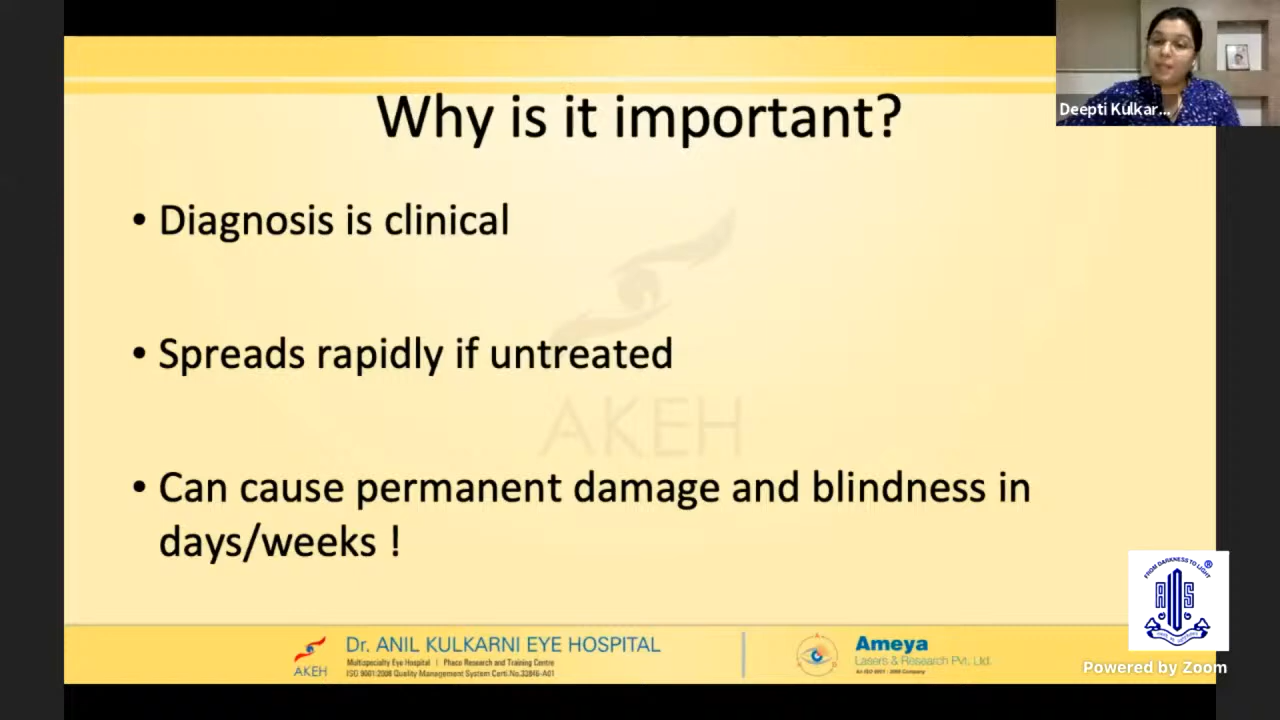 Why is it important?
Deepti Kulkar...
• Diagnosis is clinical
• Spreads rapidly if untreated
AKEH
• Can cause permanent damage and blindness in
days/weeks !
FROM DARKNESS TO LIGHT
®
AIOS
AKEH
Dr. ANIL KULKARNI EYE HOSPITAL
Multispecialty Eye Hospital | Phaco Research and Training Centre
ISO 9001:2008 Quality Management System Certi.No.32846-A01
Ameya
Lasers & Research Pvt. Ltd.
An ISO 9001 : 2008 Company
Powered by Zoom